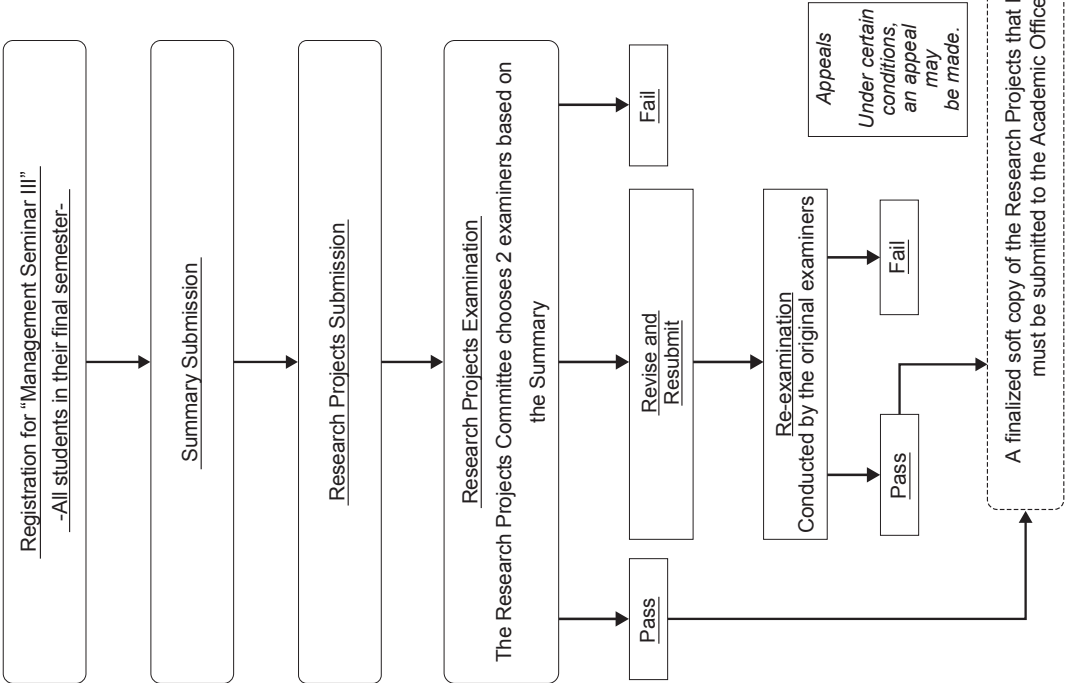 Registration for “Management Seminar III”
-All students in their final semester-
Summary Submission
Research Projects Submission
Research Projects Examination
The Research Projects Committee chooses 2 examiners based on
the Summary
Pass
Revise and
Resubmit
Fail
Re-examination
Conducted by the original examiners
Pass
Fail
Appeals
Under certain
conditions,
an appeal
may
be made.
A finalized soft copy of the Research Projects that
must be submitted to the Academic Office